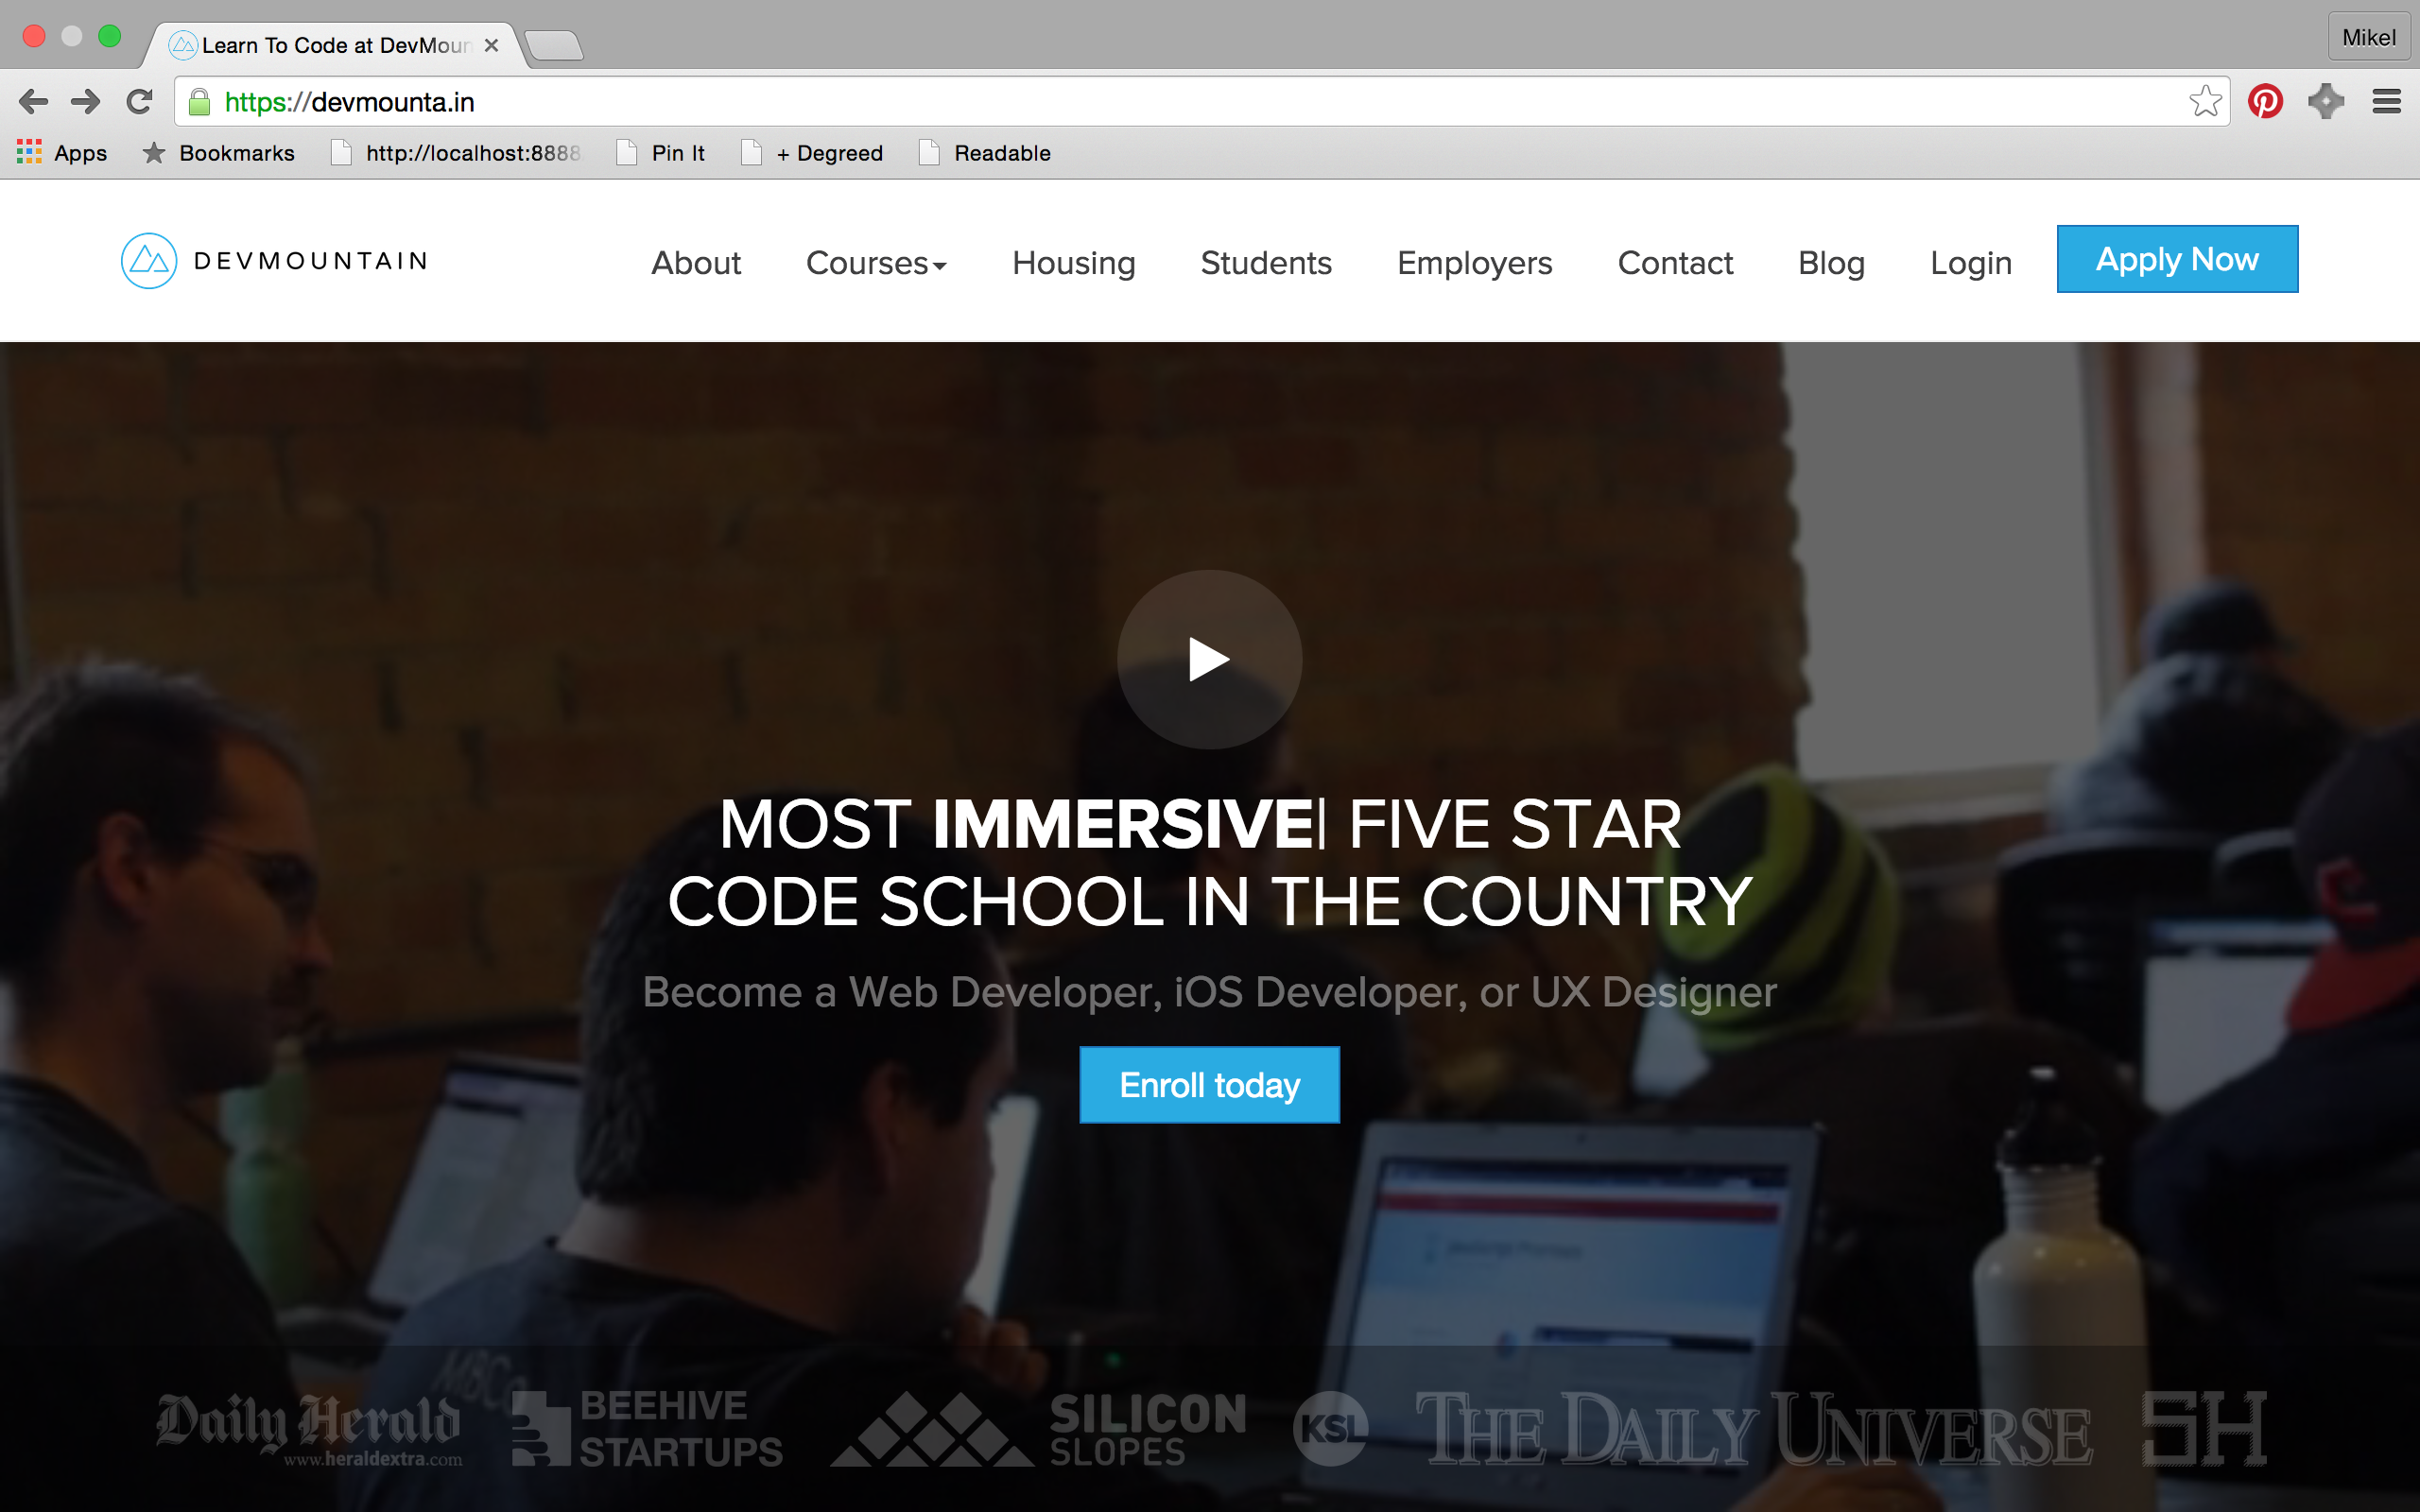 Learn To Code at DevMoun
Mikel
https://devmounta.in
Apps Bookmarks http://localhost:8888 Pin It + Degreed Readable
DEVMOUNTAIN About Courses Housing Students Employers Contact Blog Login Apply Now
MOST IMMERSIVE| FIVE STAR
CODE SCHOOL IN THE COUNTRY
Become a Web Developer, iOS Developer, or UX Designer
Enroll today
Daily Herald
www.heraldextra.com
BEEHIVE
STARTUPS
SILICON
SLOPES
KSL
THE DAILY UNIVERSE
SH